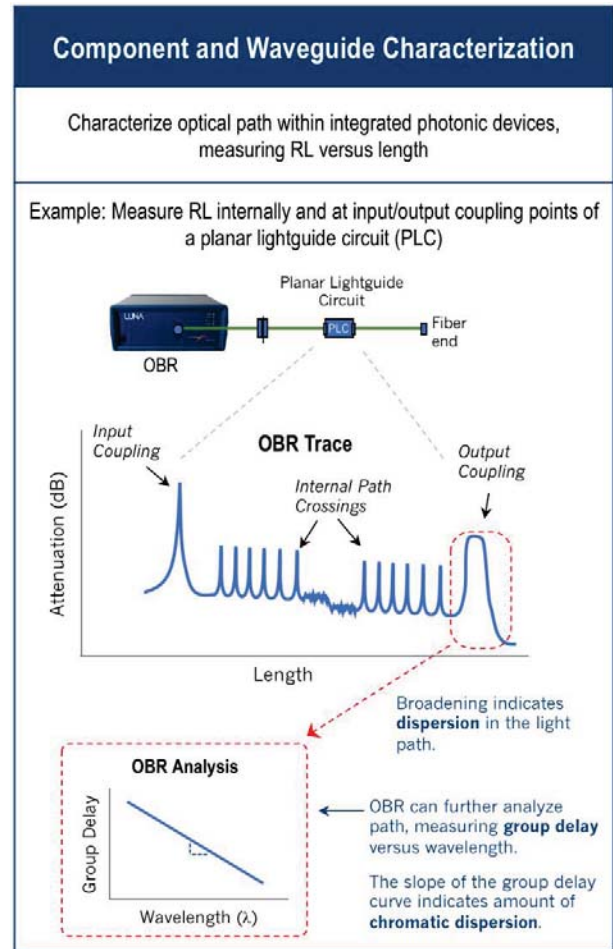 Component and Waveguide Characterization
Characterize optical path within integrated photonic devices,
measuring RL versus length
Example: Measure RL internally and at input/output coupling points of
a planar lightguide circuit (PLC)
Planar Lightguide
Circuit
LUNA
PLC
Fiber
end
OBR
Input
Coupling
OBR Trace
Output
Coupling
Internal Path
Crossings
Attenuation (dB)
Length
Broadening indicates
dispersion in the light
path.
OBR Analysis
Group Delay
Wavelength (λ)
OBR can further analyze
path, measuring group delay
versus wavelength.
The slope of the group delay
curve indicates amount of
chromatic dispersion.